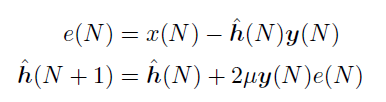 e(N) = x(N) − ĥ(N)y(N)
ĥ(N + 1) = ĥ(N) + 2μy(N)e(N)